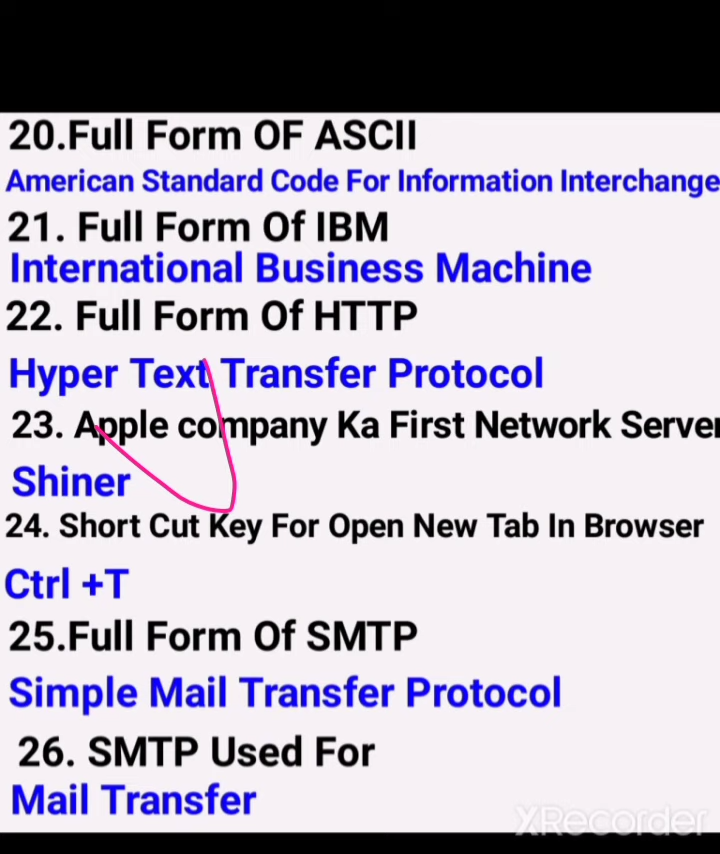 20.Full Form OF ASCII
American Standard Code For Information Interchange
21. Full Form Of IBM
International Business Machine
22. Full Form Of HTTP
Hyper Text Transfer Protocol
23. Apple company Ka First Network Server
Shiner
24. Short Cut Key For Open New Tab In Browser
Ctrl +T
25.Full Form Of SMTP
Simple Mail Transfer Protocol
26. SMTP Used For
Mail Transfer
XRecorder